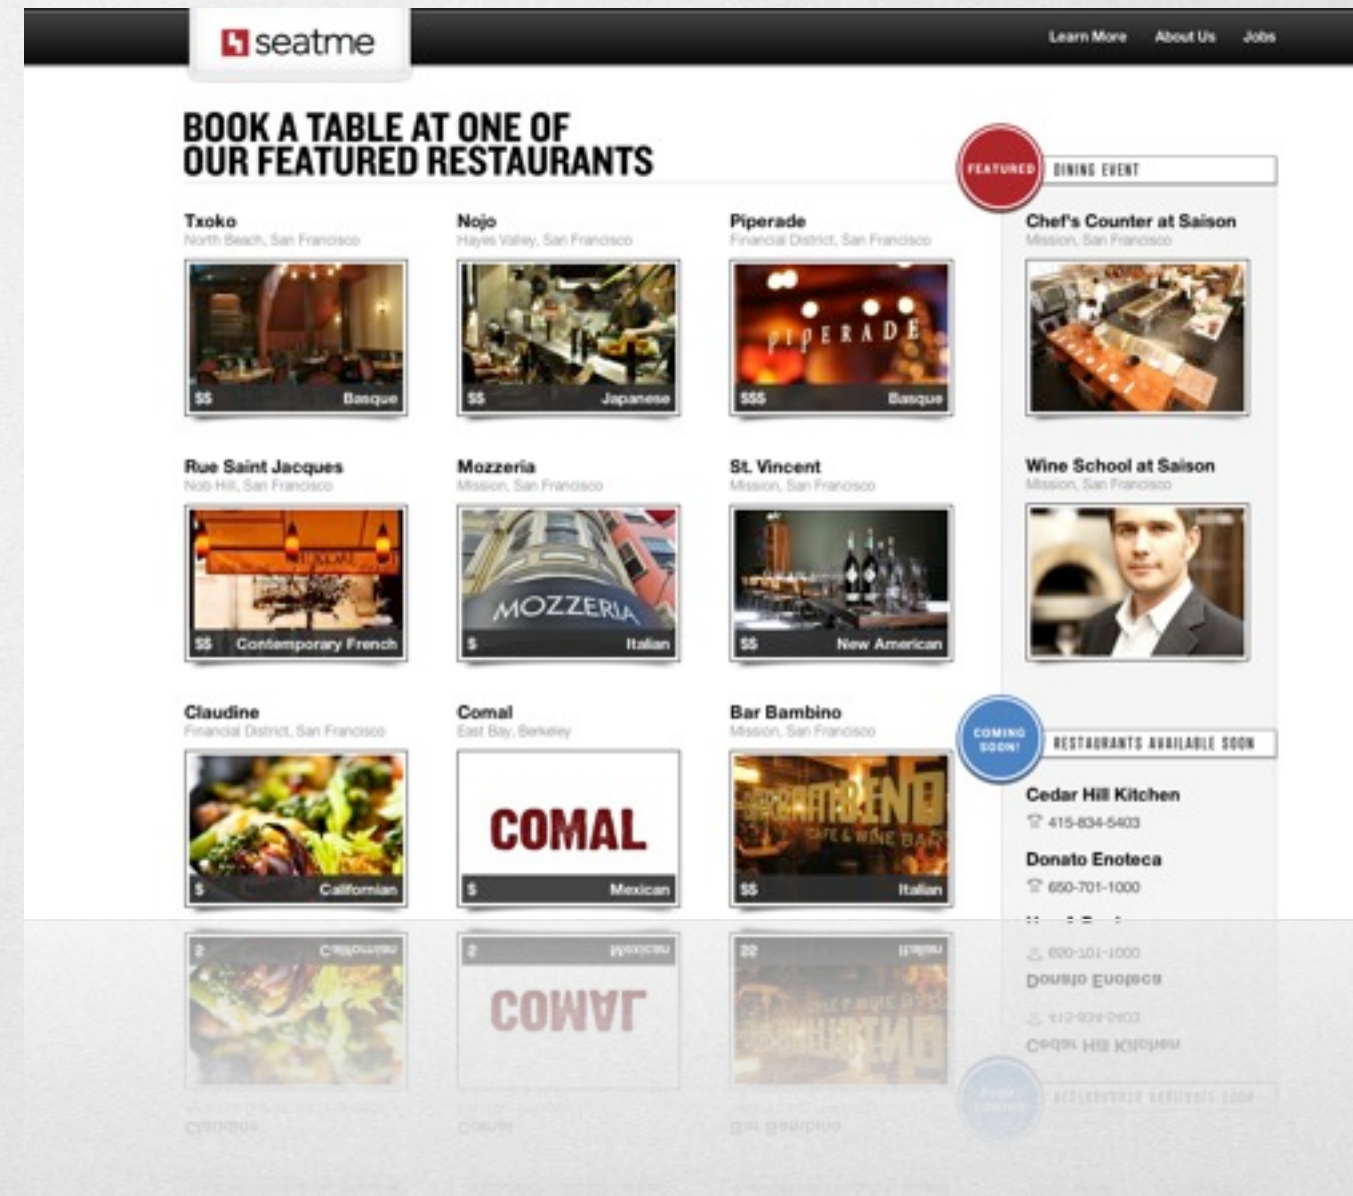 seatme
Learn More About Us Jobs
BOOK A TABLE AT ONE OF
OUR FEATURED RESTAURANTS
Txoko
North Beach, San Francisco
$$ Basque
Nojo
Hayes Valley, San Francisco
$$ Japanese
Piperade
Financial District, San Francisco
PIPERADE
$$$ Basque
Rue Saint Jacques
Nob Hill, San Francisco
$$ Contemporary French
Mozzeria
Mission, San Francisco
MOZZERIA
$ Italian
St. Vincent
Mission, San Francisco
$$ New American
Claudine
Financial District, San Francisco
$ Californian
Comal
East Bay, Berkeley
COMAL
$ Mexican
Bar Bambino
Mission, San Francisco
CAFE & WINE BAR
$$ Italian
FEATURED
DINING EVENT
Chef's Counter at Saison
Mission, San Francisco
Wine School at Saison
Mission, San Francisco
COMING
SOON!
RESTAURANTS AVAILABLE SOON
Cedar Hill Kitchen
415-834-5403
Donato Enoteca
650-701-1000